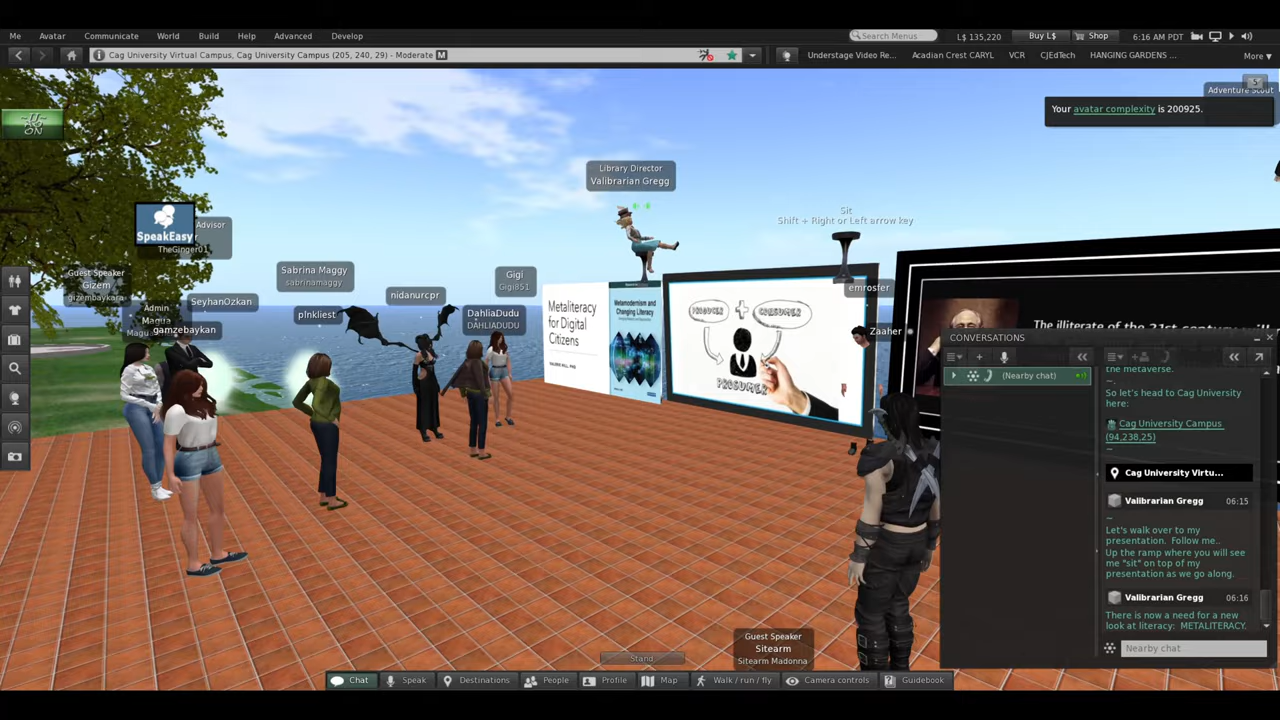 Me Avatar Communicate World Build Help Advanced Develop
Search Menus
L$ 135,220
Buy L$
Shop
6:16 AM PDT
Cag University Virtual Campus, Cag University Campus (205, 240, 29) - Moderate M
Understage Video Re...
Acadian Crest CARYL
VCR
CJEdTech
HANGING GARDENS ...
More
5
Adventure Scout
Your avatar complexity is 200925.
ON
Library Director
Valibrarian Gregg
Sit
Shift + Right or Left arrow key
SpeakEasy
Advisor
TheGinger01
Guest Speaker
Gizem
gizembaykara
Admin
Magua
gamzebaykan
SeyhanOzkan
Sabrina Maggy
sabrinamaggy
plnkliest
nidanurcpr
DahliaDudu
DAHLIADUDU
Gigi
Gigi851
emroster
Zaaher
Metaliteracy
for Digital
Citizens
Metamodernism and
Changing Literacy
PRODUCER + CONSUMER
PROSUMER
The illiterate of the 21st century will
CONVERSATIONS
(Nearby chat)
the metaverse.
So let's head to Cag University
here:
Cag University Campus
(94,238,25)
Cag University Virtu...
Valibrarian Gregg 06:15
Let's walk over to my
presentation. Follow me..
Up the ramp where you will see
me "sit" on top of my
presentation as we go along.
Valibrarian Gregg 06:16
There is now a need for a new
look at literacy: METALITERACY.
Nearby chat
Guest Speaker
Sitearm
Sitearm Madonna
Stand
Chat Speak Destinations People Profile Map Walk / run / fly Camera controls Guidebook